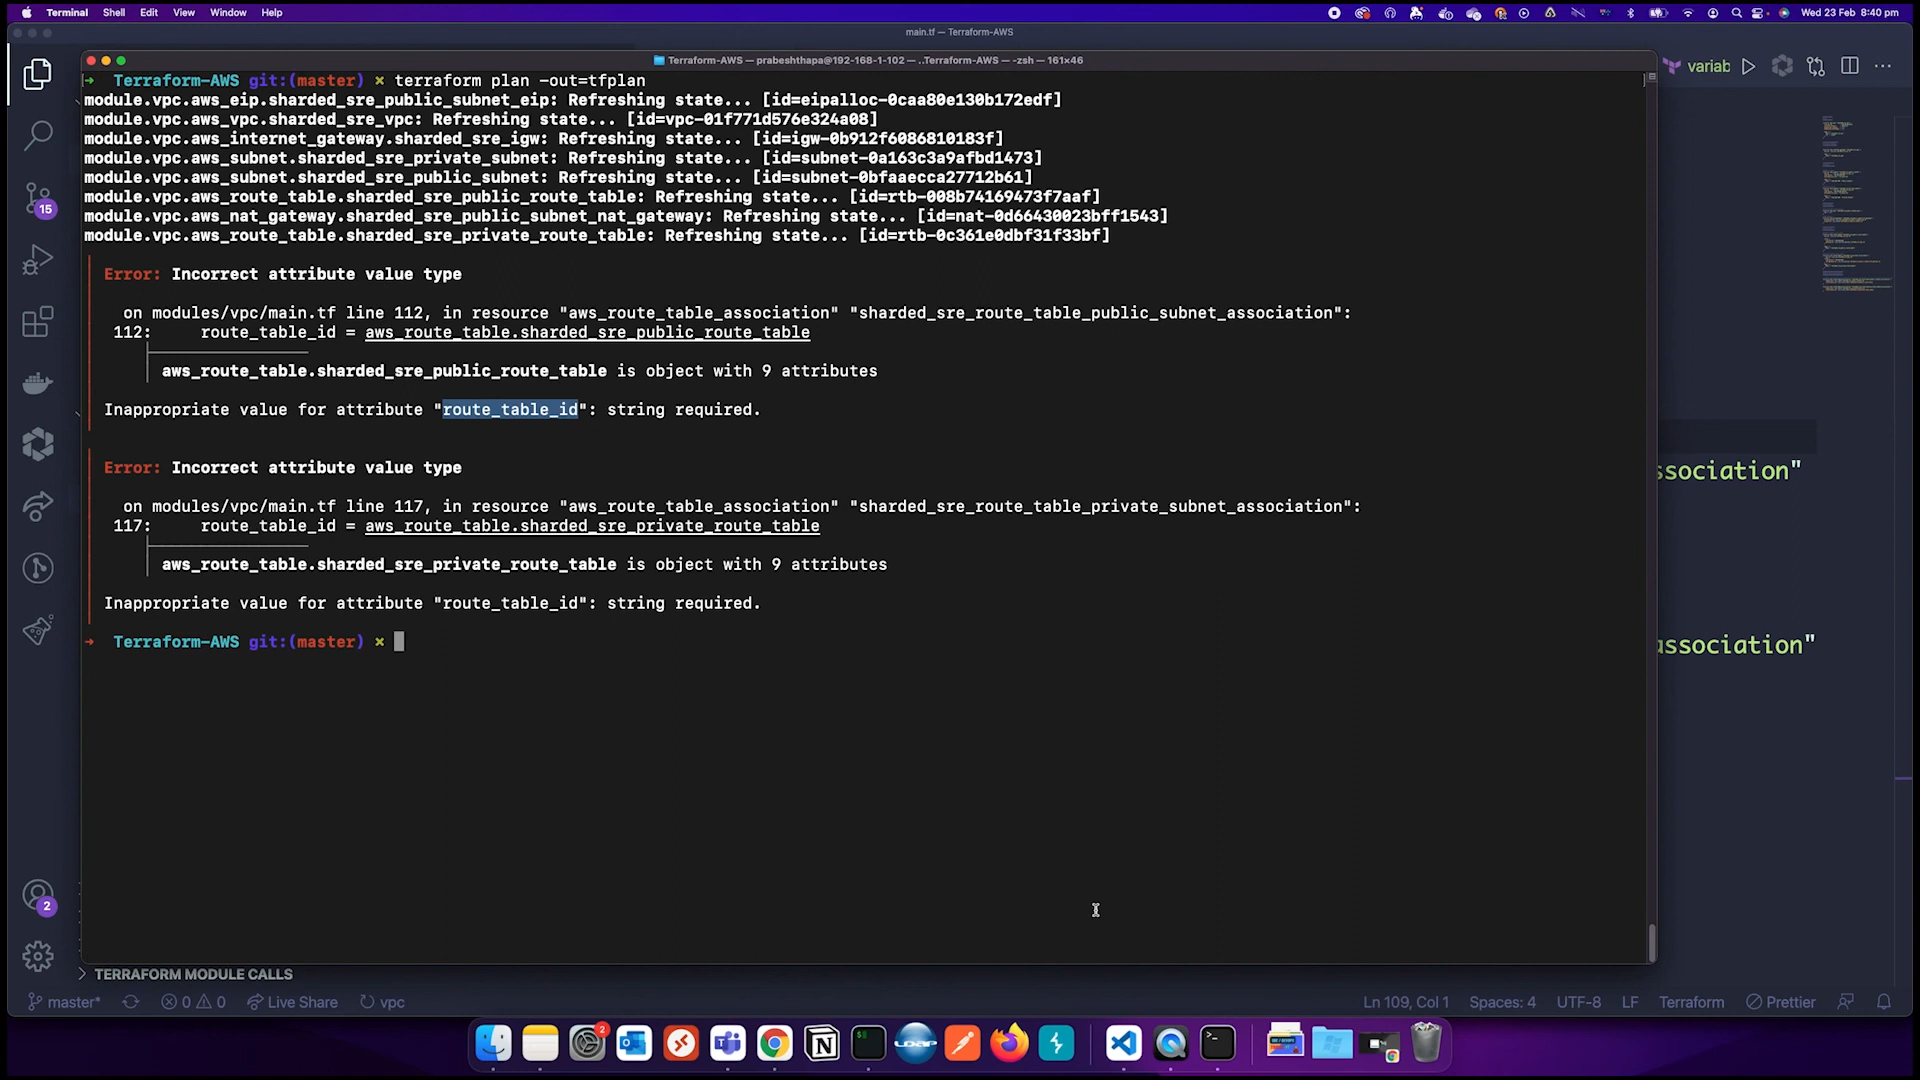 Terminal Shell Edit View Window Help
Wed 23 Feb 8:40 pm
main.tf — Terraform-AWS
Terraform-AWS — prabeshthapa@192-168-1-102 — ..Terraform-AWS — -zsh — 161×46
variab
➜ Terraform-AWS git:(master) × terraform plan -out=tfplan
module.vpc.aws_eip.sharded_sre_public_subnet_eip: Refreshing state... [id=eipalloc-0caa80e130b172edf]
module.vpc.aws_vpc.sharded_sre_vpc: Refreshing state... [id=vpc-01f771d576e324a08]
module.vpc.aws_internet_gateway.sharded_sre_igw: Refreshing state... [id=igw-0b912f6086810183f]
module.vpc.aws_subnet.sharded_sre_private_subnet: Refreshing state... [id=subnet-0a163c3a9afbd1473]
module.vpc.aws_subnet.sharded_sre_public_subnet: Refreshing state... [id=subnet-0bfaaecca27712b61]
module.vpc.aws_route_table.sharded_sre_public_route_table: Refreshing state... [id=rtb-008b74169473f7aaf]
module.vpc.aws_nat_gateway.sharded_sre_public_subnet_nat_gateway: Refreshing state... [id=nat-0d66430023bff1543]
module.vpc.aws_route_table.sharded_sre_private_route_table: Refreshing state... [id=rtb-0c361e0dbf31f33bf]
Error: Incorrect attribute value type
on modules/vpc/main.tf line 112, in resource "aws_route_table_association" "sharded_sre_route_table_public_subnet_association":
112: route_table_id = aws_route_table.sharded_sre_public_route_table
aws_route_table.sharded_sre_public_route_table is object with 9 attributes
Inappropriate value for attribute "route_table_id": string required.
Error: Incorrect attribute value type
on modules/vpc/main.tf line 117, in resource "aws_route_table_association" "sharded_sre_route_table_private_subnet_association":
117: route_table_id = aws_route_table.sharded_sre_private_route_table
aws_route_table.sharded_sre_private_route_table is object with 9 attributes
Inappropriate value for attribute "route_table_id": string required.
➜ Terraform-AWS git:(master) ×
ssociation"
association"
15
2
TERRAFORM MODULE CALLS
master* 0 0 Live Share vpc
Ln 109, Col 1 Spaces: 4 UTF-8 LF Terraform Prettier
2
LDAP